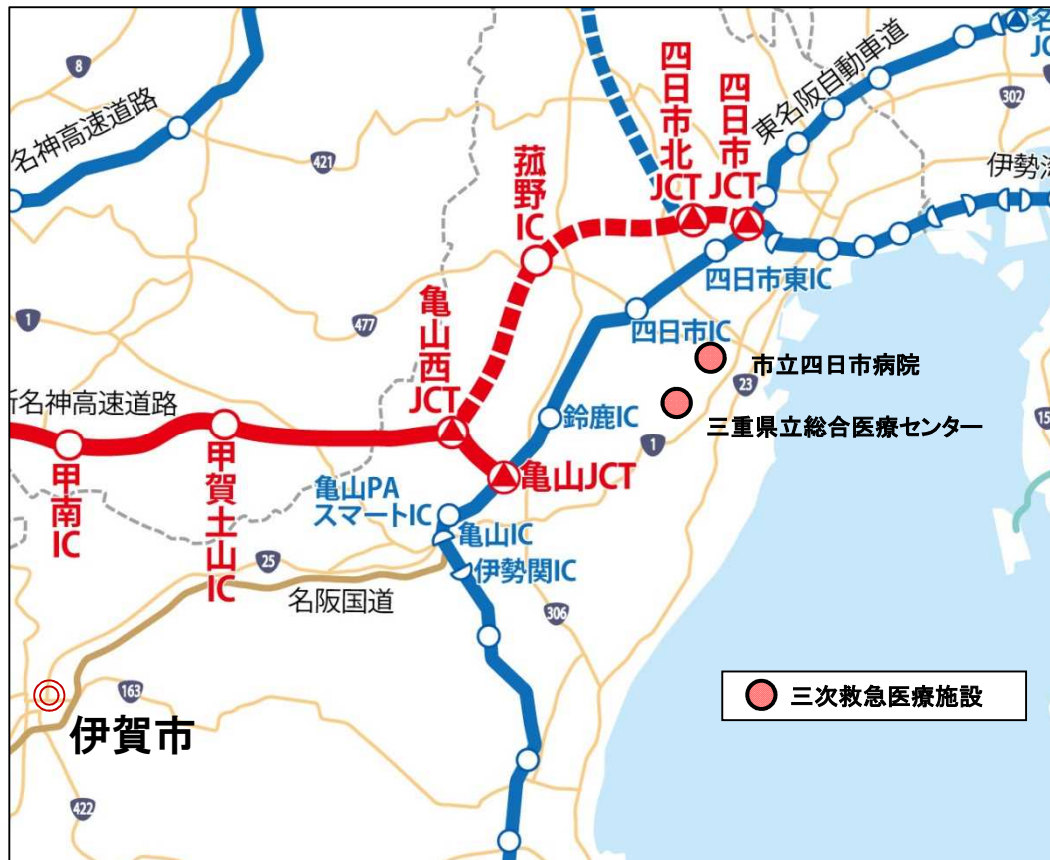 名
JC
8
東名阪自動車道
302
名神高速道路
421
四日市北
JCT
四日市
JCT
伊勢湾
菰野
IC
四日市東IC
1
477
亀山西
JCT
四日市IC
市立四日市病院
23
三重県立総合医療センター
新名神高速道路
鈴鹿IC
1
15
甲南
IC
甲賀土山
IC
亀山JCT
亀山PA
スマートIC
亀山IC
25
伊勢関IC
名阪国道
306
163
三次救急医療施設
伊賀市
422